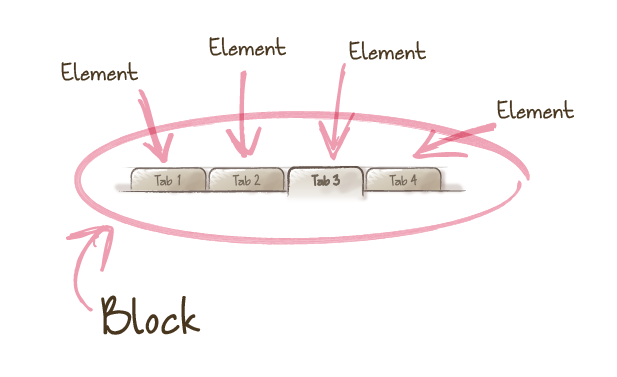 Element
Element
Element
Element
Tab 1
Tab 2
Tab 3
Tab 4
Block